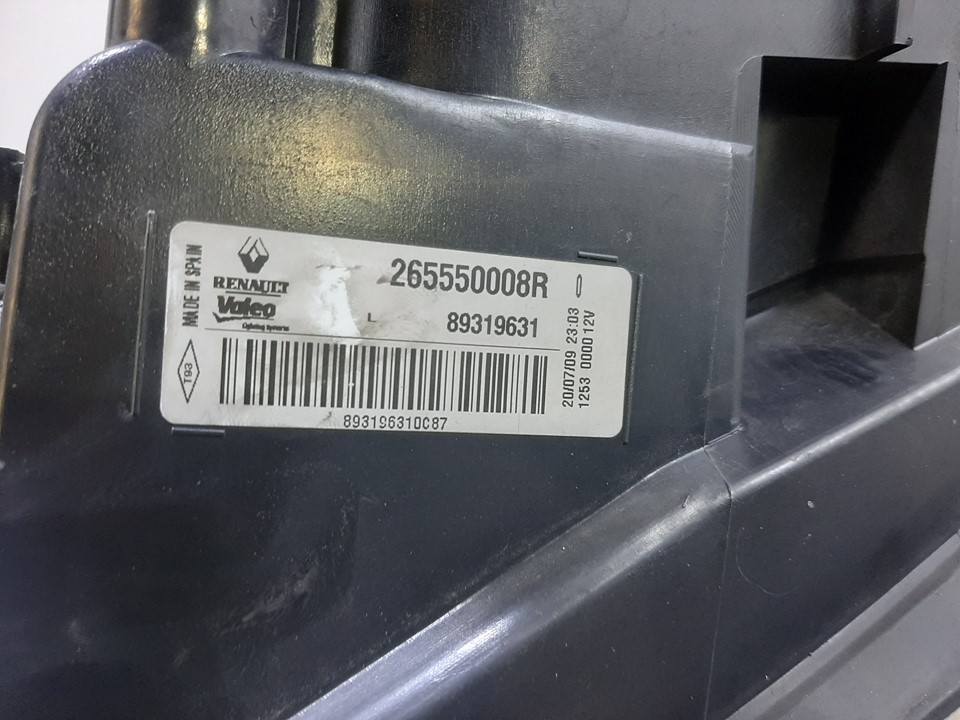 MADE IN SPAIN
RENAULT
Valeo
Lighting Systems
265550008R
L
89319631
T93
893196310C87
20/07/09 23:03
1253 0000 12V
0